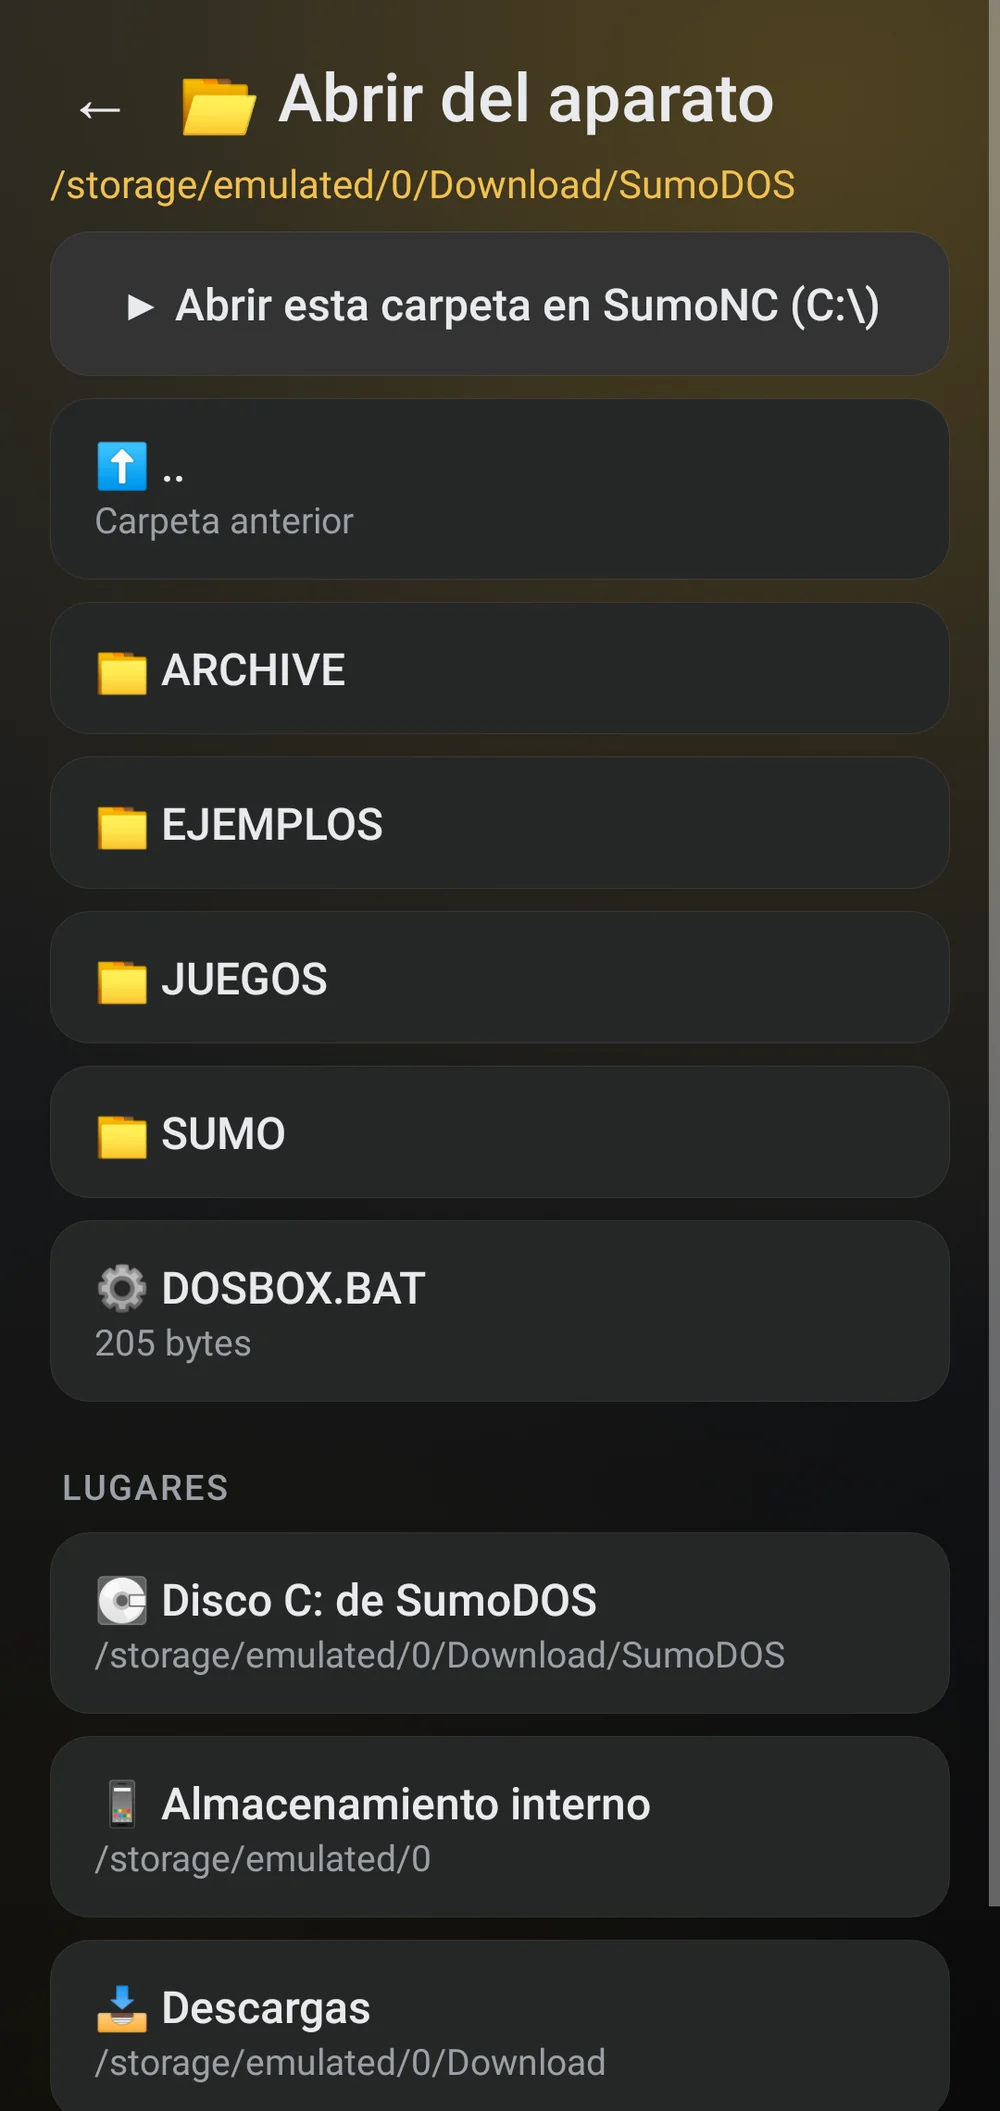 ← Abrir del aparato
/storage/emulated/0/Download/SumoDOS
► Abrir esta carpeta en SumoNC (C:\)
..
Carpeta anterior
ARCHIVE
EJEMPLOS
JUEGOS
SUMO
DOSBOX.BAT
205 bytes
LUGARES
Disco C: de SumoDOS
/storage/emulated/0/Download/SumoDOS
Almacenamiento interno
/storage/emulated/0
Descargas
/storage/emulated/0/Download